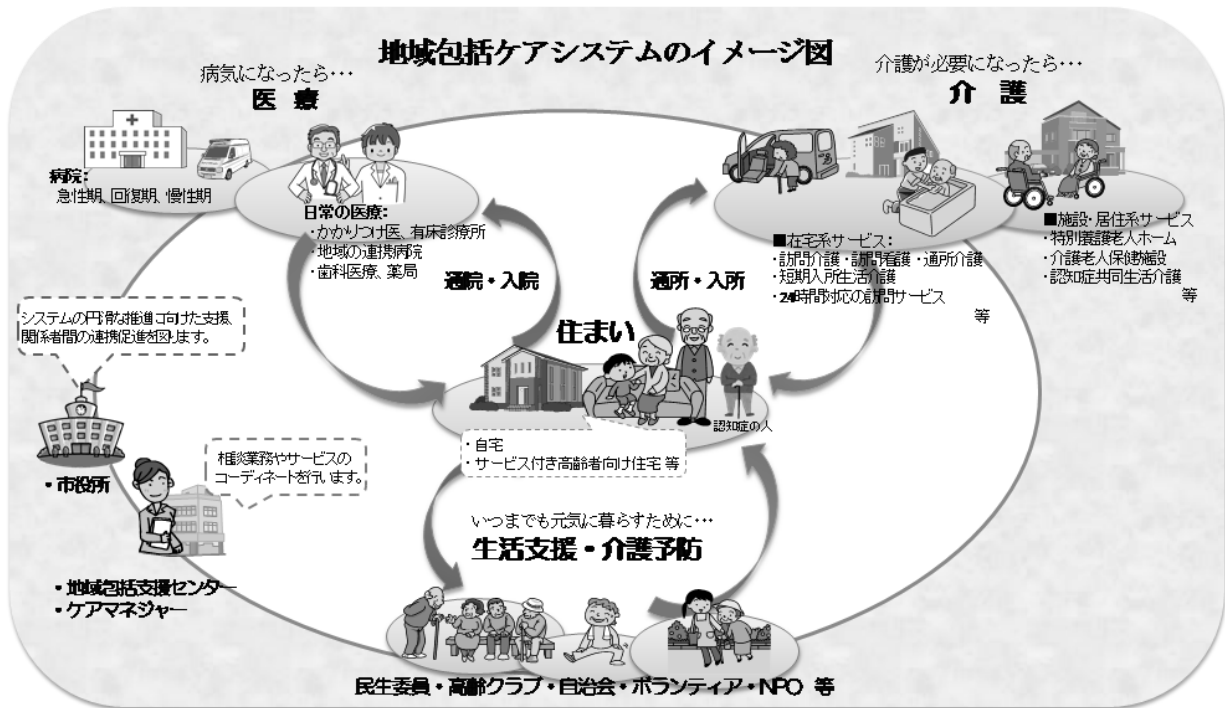 地域包括ケアシステムのイメージ図
病気になったら…
医 療
介護が必要になったら…
介 護
病院：
急性期、回復期、慢性期
日常の医療：
・かかりつけ医、有床診療所
・地域の連携病院
・歯科医療、薬局
■在宅系サービス：
・訪問介護・訪問看護・通所介護
・短期入所生活介護
・24時間対応の訪問サービス
等
■施設・居住系サービス
・特別養護老人ホーム
・介護老人保健施設
・認知症共同生活介護
等
通院・入院
通所・入所
住まい
認知症の人
・自宅
・サービス付き高齢者向け住宅 等
システムの円滑な推進に向けた支援、
関係者間の連携促進を図ります。
・市役所
相談業務やサービスの
コーディネートを行います。
・地域包括支援センター
・ケアマネジャー
いつまでも元気に暮らすために…
生活支援・介護予防
民生委員・高齢クラブ・自治会・ボランティア・NPO 等